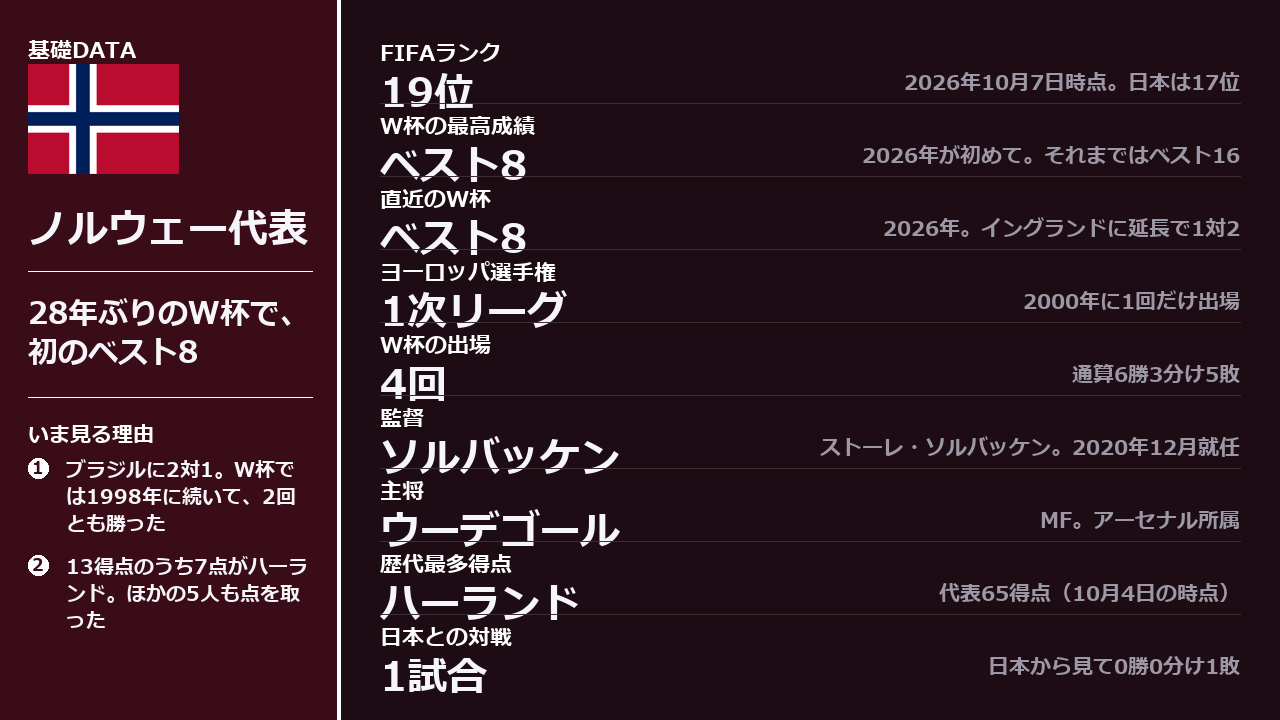 基礎DATA
ノルウェー代表
28年ぶりのW杯で、
初のベスト8
いま見る理由
1 ブラジルに2対1。W杯で
は1998年に続いて、2回
とも勝った
2 13得点のうち7点がハーラ
ンド。ほかの5人も点を取
った
FIFAランク
19位 2026年10月7日時点。日本は17位
W杯の最高成績
ベスト8 2026年が初めて。それまではベスト16
直近のW杯
ベスト8 2026年。イングランドに延長で1対2
ヨーロッパ選手権
1次リーグ 2000年に1回だけ出場
W杯の出場
4回 通算6勝3分け5敗
監督
ソルバッケン ストーレ・ソルバッケン。2020年12月就任
主将
ウーデゴール MF。アーセナル所属
歴代最多得点
ハーランド 代表65得点（10月4日の時点）
日本との対戦
1試合 日本から見て0勝0分け1敗